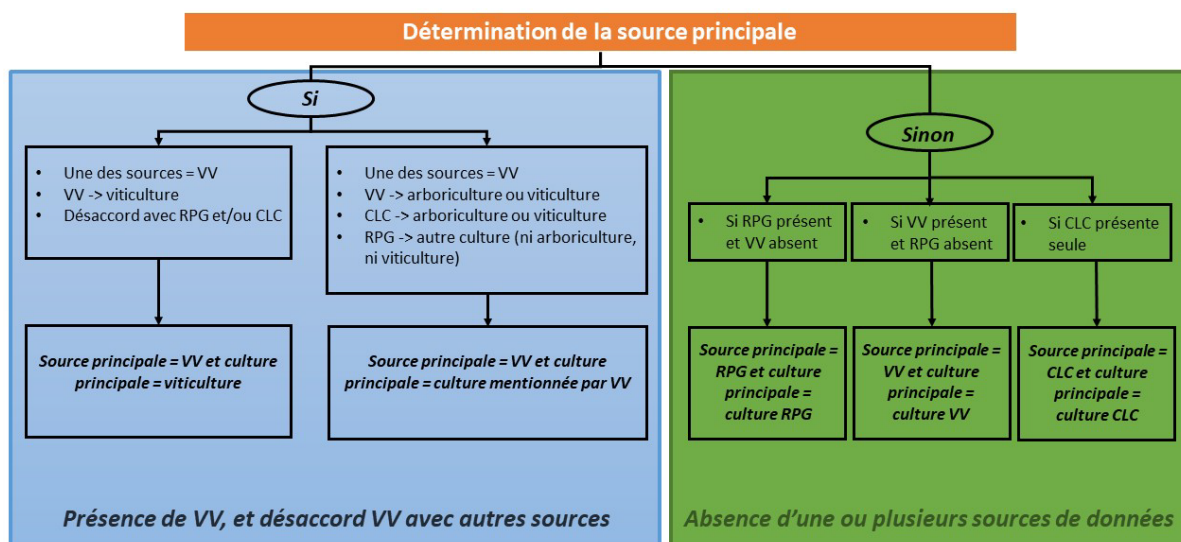 Détermination de la source principale
Si
Sinon
• Une des sources = VV
• VV -> viticulture
• Désaccord avec RPG et/ou CLC
• Une des sources = VV
• VV -> arboriculture ou viticulture
• CLC -> arboriculture ou viticulture
• RPG -> autre culture (ni arboriculture,
ni viticulture)
• Si RPG présent
et VV absent
• Si VV présent
et RPG absent
• Si CLC présente
seule
Source principale = VV et culture
principale = viticulture
Source principale = VV et culture
principale = culture mentionnée par VV
Source principale =
RPG et culture
principale =
culture RPG
Source principale =
VV et culture
principale =
culture VV
Source principale =
CLC et culture
principale =
culture CLC
Présence de VV, et désaccord VV avec autres sources
Absence d'une ou plusieurs sources de données